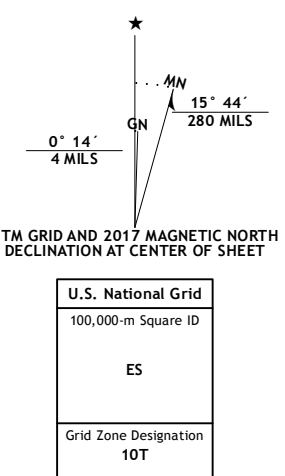 ★
MN
15° 44´
280 MILS
GN
0° 14´
4 MILS
TM GRID AND 2017 MAGNETIC NORTH
DECLINATION AT CENTER OF SHEET
U.S. National Grid
100,000-m Square ID
ES
Grid Zone Designation
10T